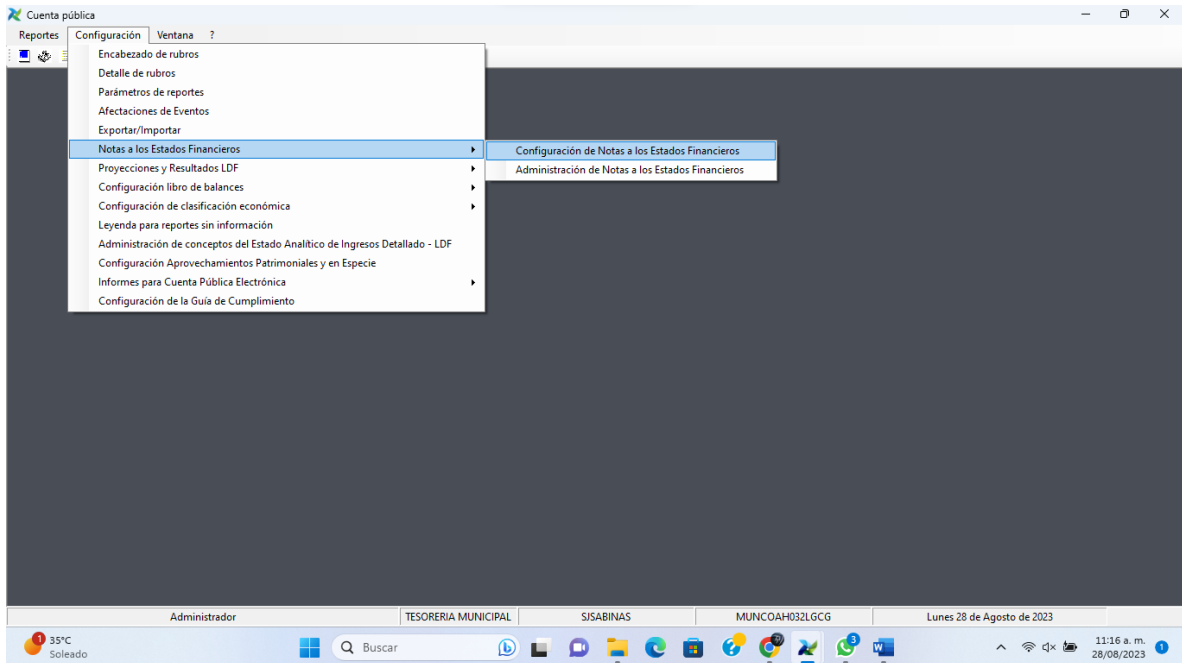 Cuenta pública
Reportes Configuración Ventana ?
Encabezado de rubros
Detalle de rubros
Parámetros de reportes
Afectaciones de Eventos
Exportar/Importar
Notas a los Estados Financieros
Configuración de Notas a los Estados Financieros
Administración de Notas a los Estados Financieros
Proyecciones y Resultados LDF
Configuración libro de balances
Configuración de clasificación económica
Leyenda para reportes sin información
Administración de conceptos del Estado Analítico de Ingresos Detallado - LDF
Configuración Aprovechamientos Patrimoniales y en Especie
Informes para Cuenta Pública Electrónica
Configuración de la Guía de Cumplimiento
Administrador TESORERIA MUNICIPAL SJSABINAS MUNCOAH032LGCG Lunes 28 de Agosto de 2023
1 35°C
Soleado
Buscar
3
11:16 a. m.
28/08/2023
1